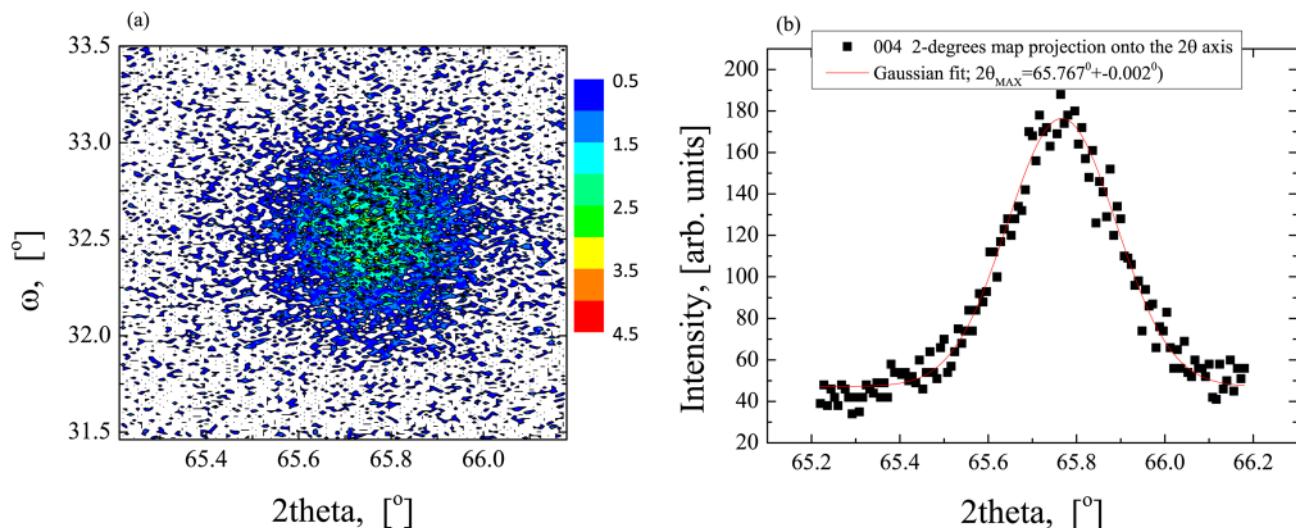 (a)
33.5
33.0
32.5
32.0
31.5
ω, [°]
65.4 65.6 65.8 66.0
2theta, [°]
0.5
1.5
2.5
3.5
4.5
(b)
004 2-degrees map projection onto the 2θ axis
Gaussian fit; 2θMAX=65.767⁰+-0.002⁰)
200
180
160
140
120
100
80
60
40
20
Intensity, [arb. units]
65.2 65.4 65.6 65.8 66.0 66.2
2theta, [°]